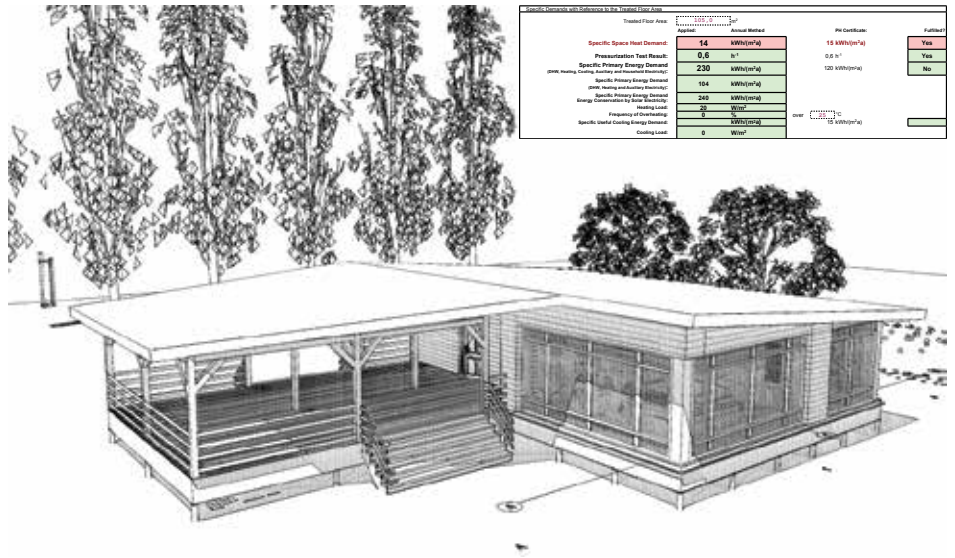 Specific Demands with Reference to the Treated Floor Area
Treated Floor Area: 105,0 m²
Applied: Annual Method PH Certificate: Fulfilled?
Specific Space Heat Demand: 14 kWh/(m²a) 15 kWh/(m²a) Yes
Pressurization Test Result: 0,6 h⁻¹ 0,6 h⁻¹ Yes
Specific Primary Energy Demand
(DHW, Heating, Cooling, Auxiliary and Household Electricity): 230 kWh/(m²a) 120 kWh/(m²a) No
Specific Primary Energy Demand
(DHW, Heating and Auxiliary Electricity): 104 kWh/(m²a)
Specific Primary Energy Demand
Energy Conservation by Solar Electricity: 240 kWh/(m²a)
Heating Load: 20 W/m²
Frequency of Overheating: 0 % over 25 °C
Specific Useful Cooling Energy Demand: kWh/(m²a) 15 kWh/(m²a)
Cooling Load: 0 W/m²